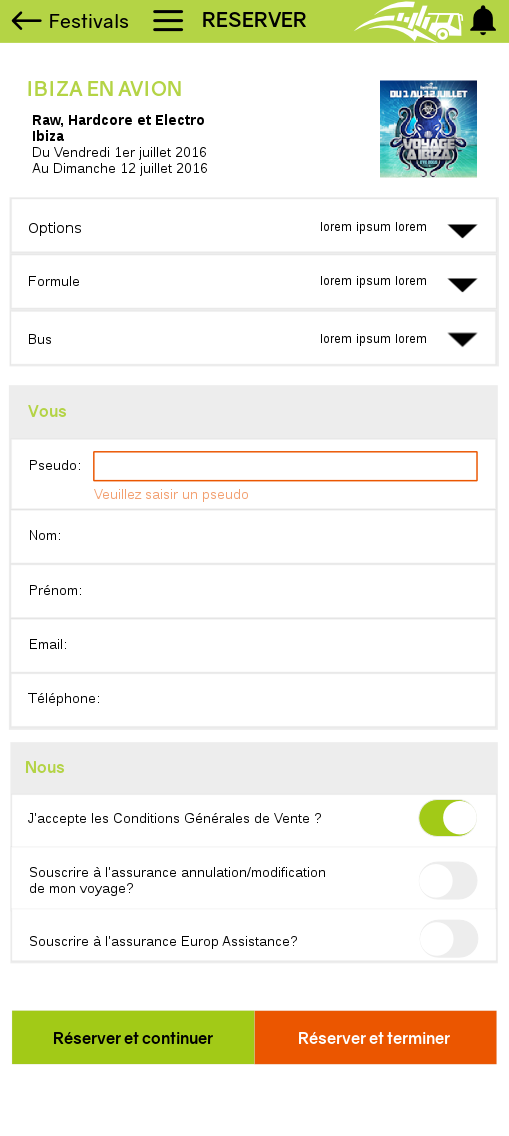 Festivals
RESERVER
IBIZA EN AVION
Raw, Hardcore et Electro
Ibiza
Du Vendredi 1er juillet 2016
Au Dimanche 12 juillet 2016
DU 1 AU 12 JUILLET
VOYAGE
A IBIZA
Options
lorem ipsum lorem
Formule
lorem ipsum lorem
Bus
lorem ipsum lorem
Vous
Pseudo:
Veuillez saisir un pseudo
Nom:
Prénom:
Email:
Téléphone:
Nous
J'accepte les Conditions Générales de Vente ?
Souscrire à l'assurance annulation/modification
de mon voyage?
Souscrire à l'assurance Europ Assistance?
Réserver et continuer
Réserver et terminer